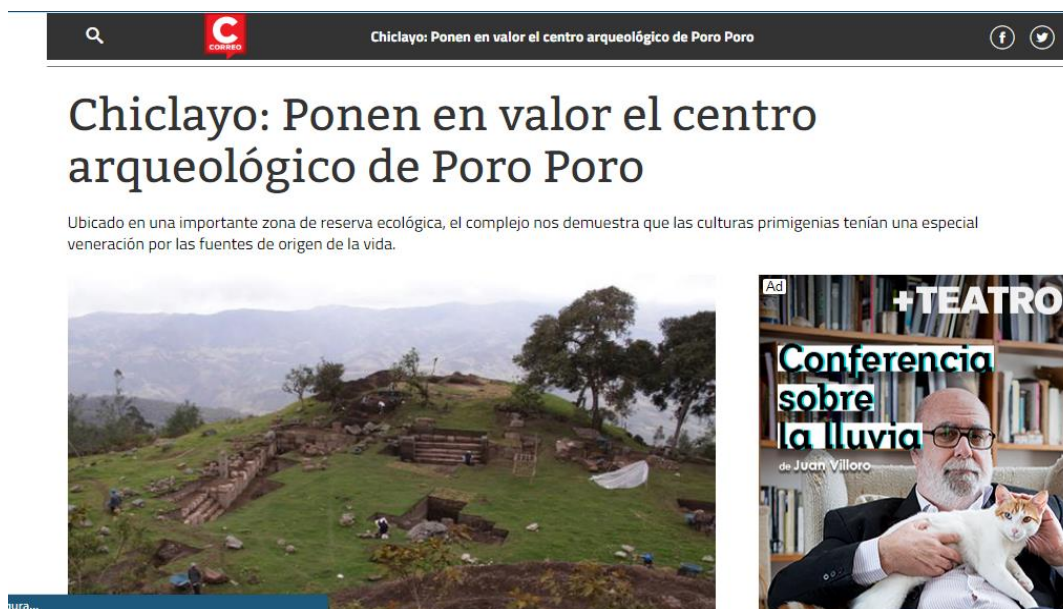 CORREO
Chiclayo: Ponen en valor el centro arqueológico de Poro Poro
Chiclayo: Ponen en valor el centro
arqueológico de Poro Poro
Ubicado en una importante zona de reserva ecológica, el complejo nos demuestra que las culturas primigenias tenían una especial
veneración por las fuentes de origen de la vida.
Ad
+TEATRO
Conferencia
sobre
la lluvia
de Juan Villoro